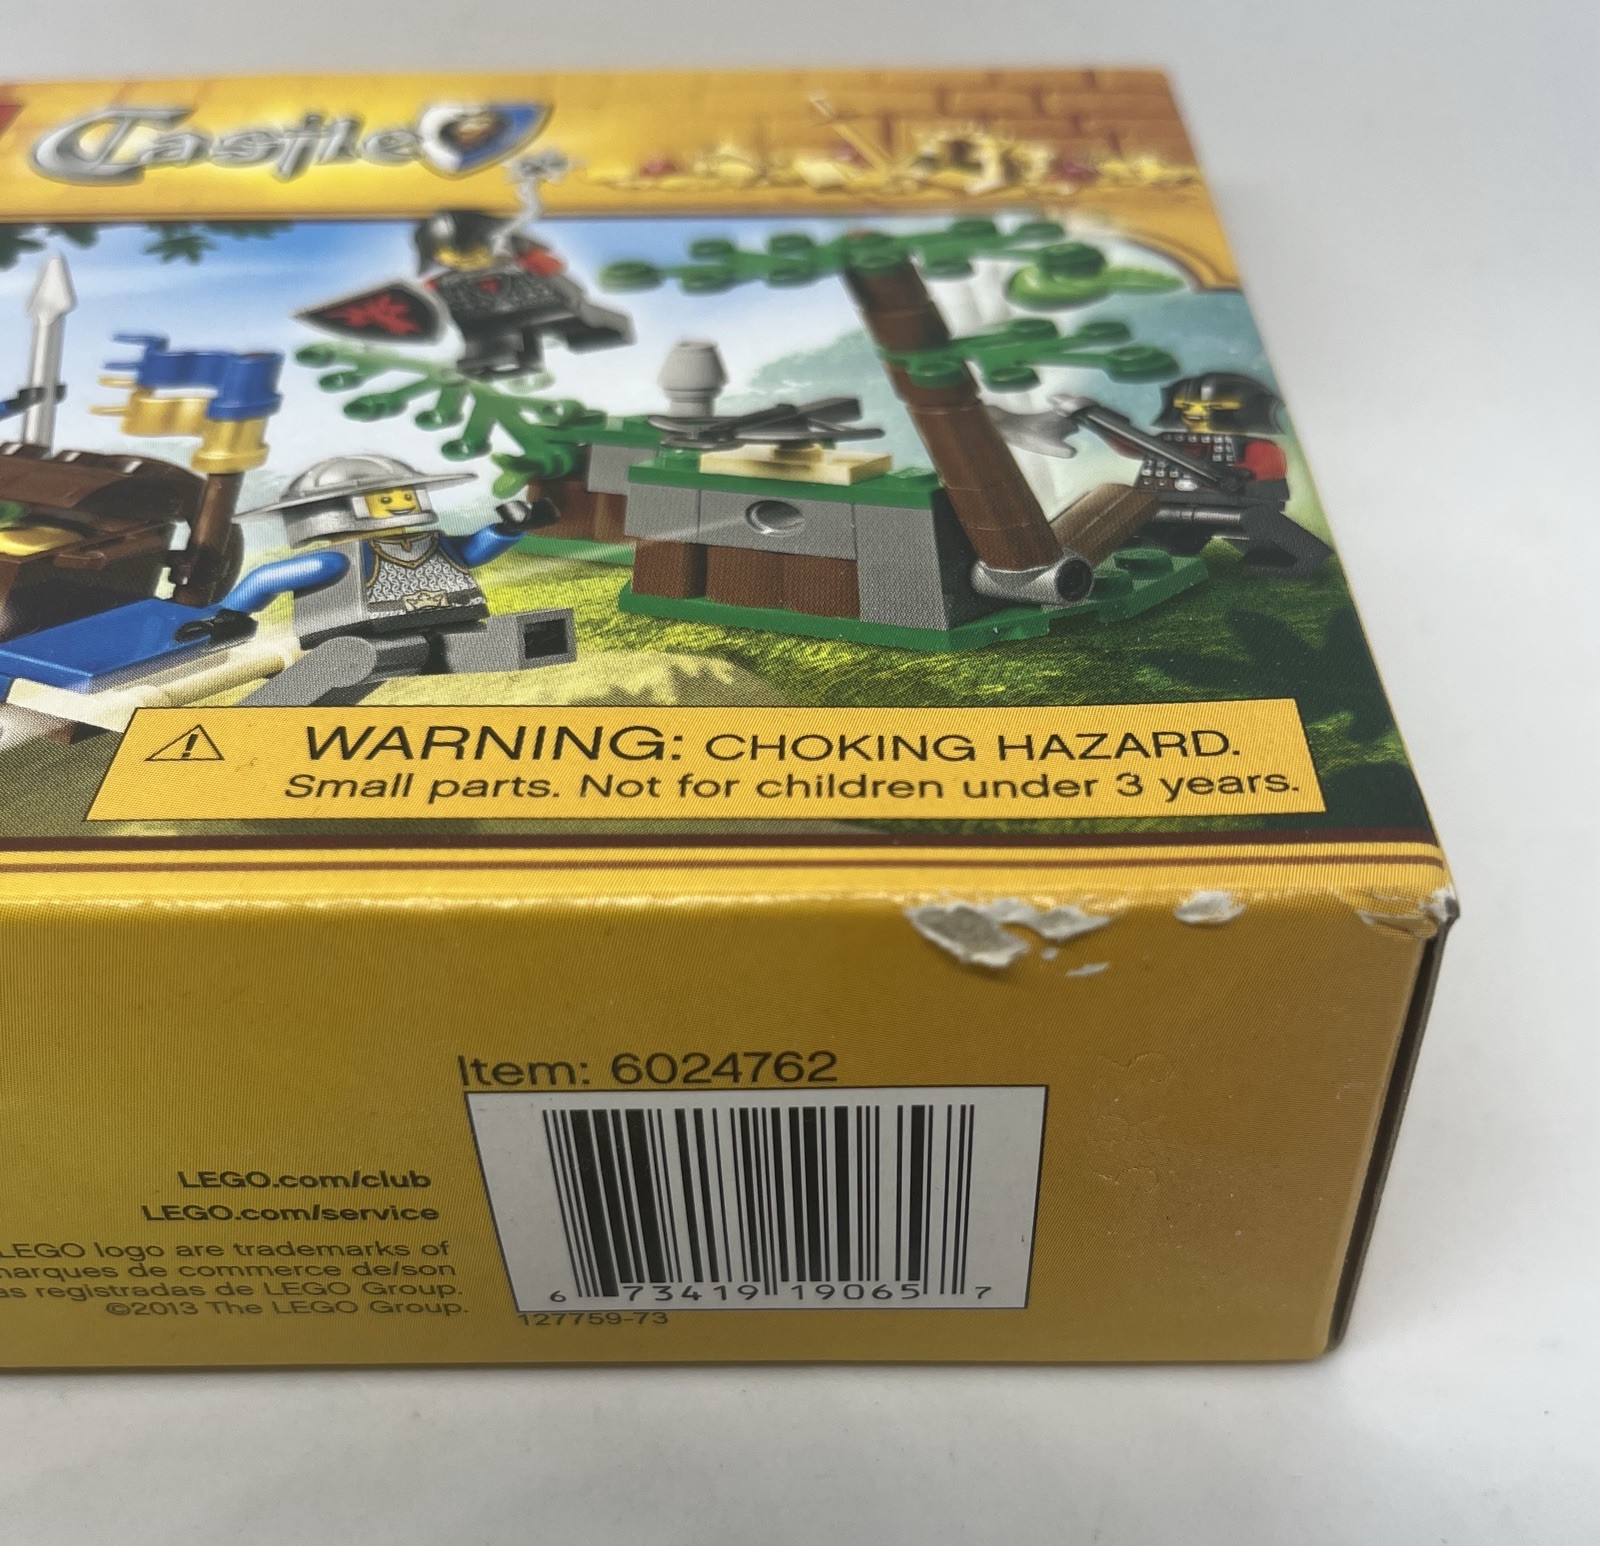 Castle
WARNING: CHOKING HAZARD.
Small parts. Not for children under 3 years.
Item: 6024762
LEGO.com/club
LEGO.com/service
LEGO logo are trademarks of
marques de commerce de/son
as registradas de LEGO Group.
©2013 The LEGO Group.
6 73419 19065 7
127759-73